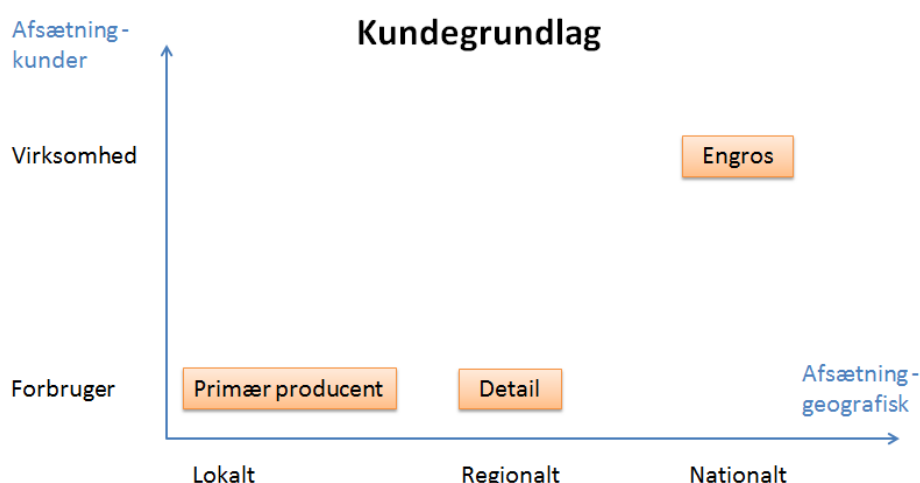 Kundegrundlag
Afsætning-
kunder
Virksomhed
Engros
Forbruger
Primær producent
Detail
Afsætning-
geografisk
Lokalt
Regionalt
Nationalt